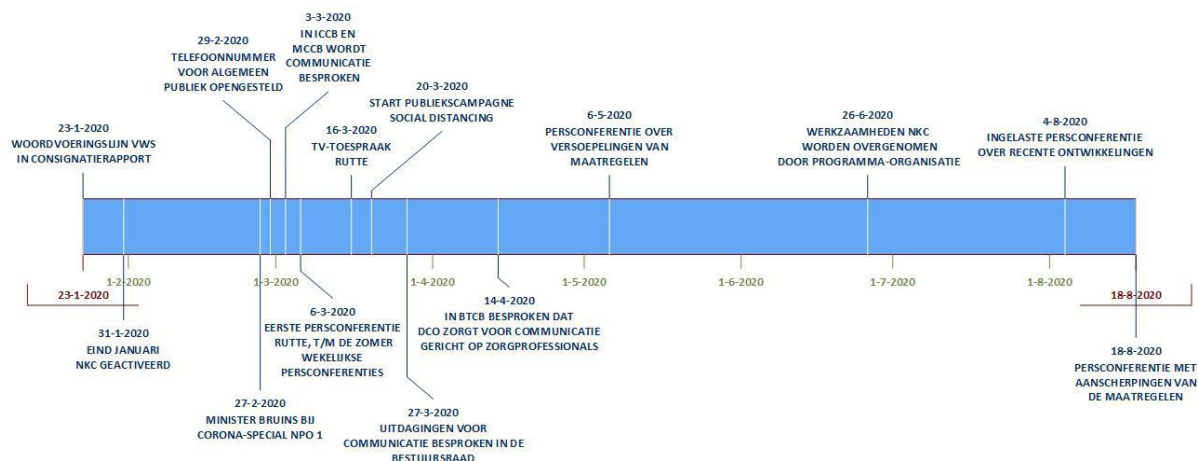 3-3-2020
IN ICCB EN
MCCB WORDT
COMMUNICATIE
BESPROKEN
29-2-2020
TELEFOONNUMMER
VOOR ALGEMEEN
PUBLIEK OPENGESTELD
20-3-2020
START PUBLIEKSCAMPAGNE
SOCIAL DISTANCING
23-1-2020
WOORDVOERINGSLIJN VWS
IN CONSIGNATIERAPPORT
16-3-2020
TV-TOESPRAAK
RUTTE
6-5-2020
PERSCONFERENTIE OVER
VERSOEPELINGEN VAN
MAATREGELEN
26-6-2020
WERKZAAMHEDEN NKC
WORDEN OVERGENOMEN
DOOR PROGRAMMA-ORGANISATIE
4-8-2020
INGELASTE PERSCONFERENTIE
OVER RECENTE ONTWIKKELINGEN
1-2-2020
1-3-2020
1-4-2020
1-5-2020
1-6-2020
1-7-2020
1-8-2020
23-1-2020
18-8-2020
31-1-2020
EIND JANUARI
NKC GEACTIVEERD
27-2-2020
MINISTER BRUINS BIJ
CORONA-SPECIAL NPO 1
6-3-2020
EERSTE PERSCONFERENTIE
RUTTE, T/M DE ZOMER
WEKELIJKSE
PERSCONFERENTIES
27-3-2020
UITDAGINGEN VOOR
COMMUNICATIE BESPROKEN IN DE
BESTUURSRAAD
14-4-2020
IN BTCB BESPROKEN DAT
DCO ZORGT VOOR COMMUNICATIE
GERICHT OP ZORGPROFESSIONALS
18-8-2020
PERSCONFERENTIE MET
AANSCHERPINGEN VAN
DE MAATREGELEN